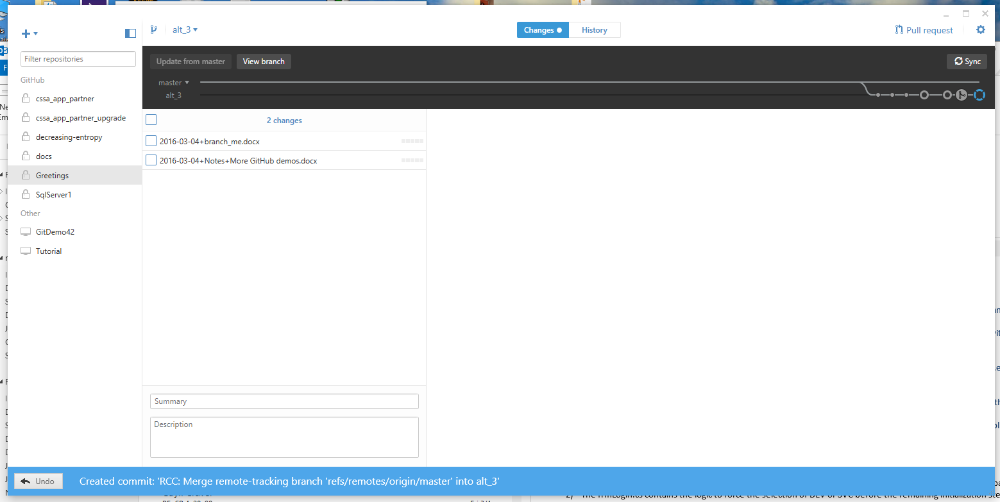 alt_3
Changes
History
Pull request
Filter repositories
Update from master
View branch
Sync
GitHub
master
alt_3
cssa_app_partner
cssa_app_partner_upgrade
decreasing-entropy
docs
Greetings
SqlServer1
Other
GitDemo42
Tutorial
2 changes
2016-03-04+branch_me.docx
2016-03-04+Notes+More GitHub demos.docx
Summary
Description
Undo
Created commit: 'RCC: Merge remote-tracking branch 'refs/remotes/origin/master' into alt_3'